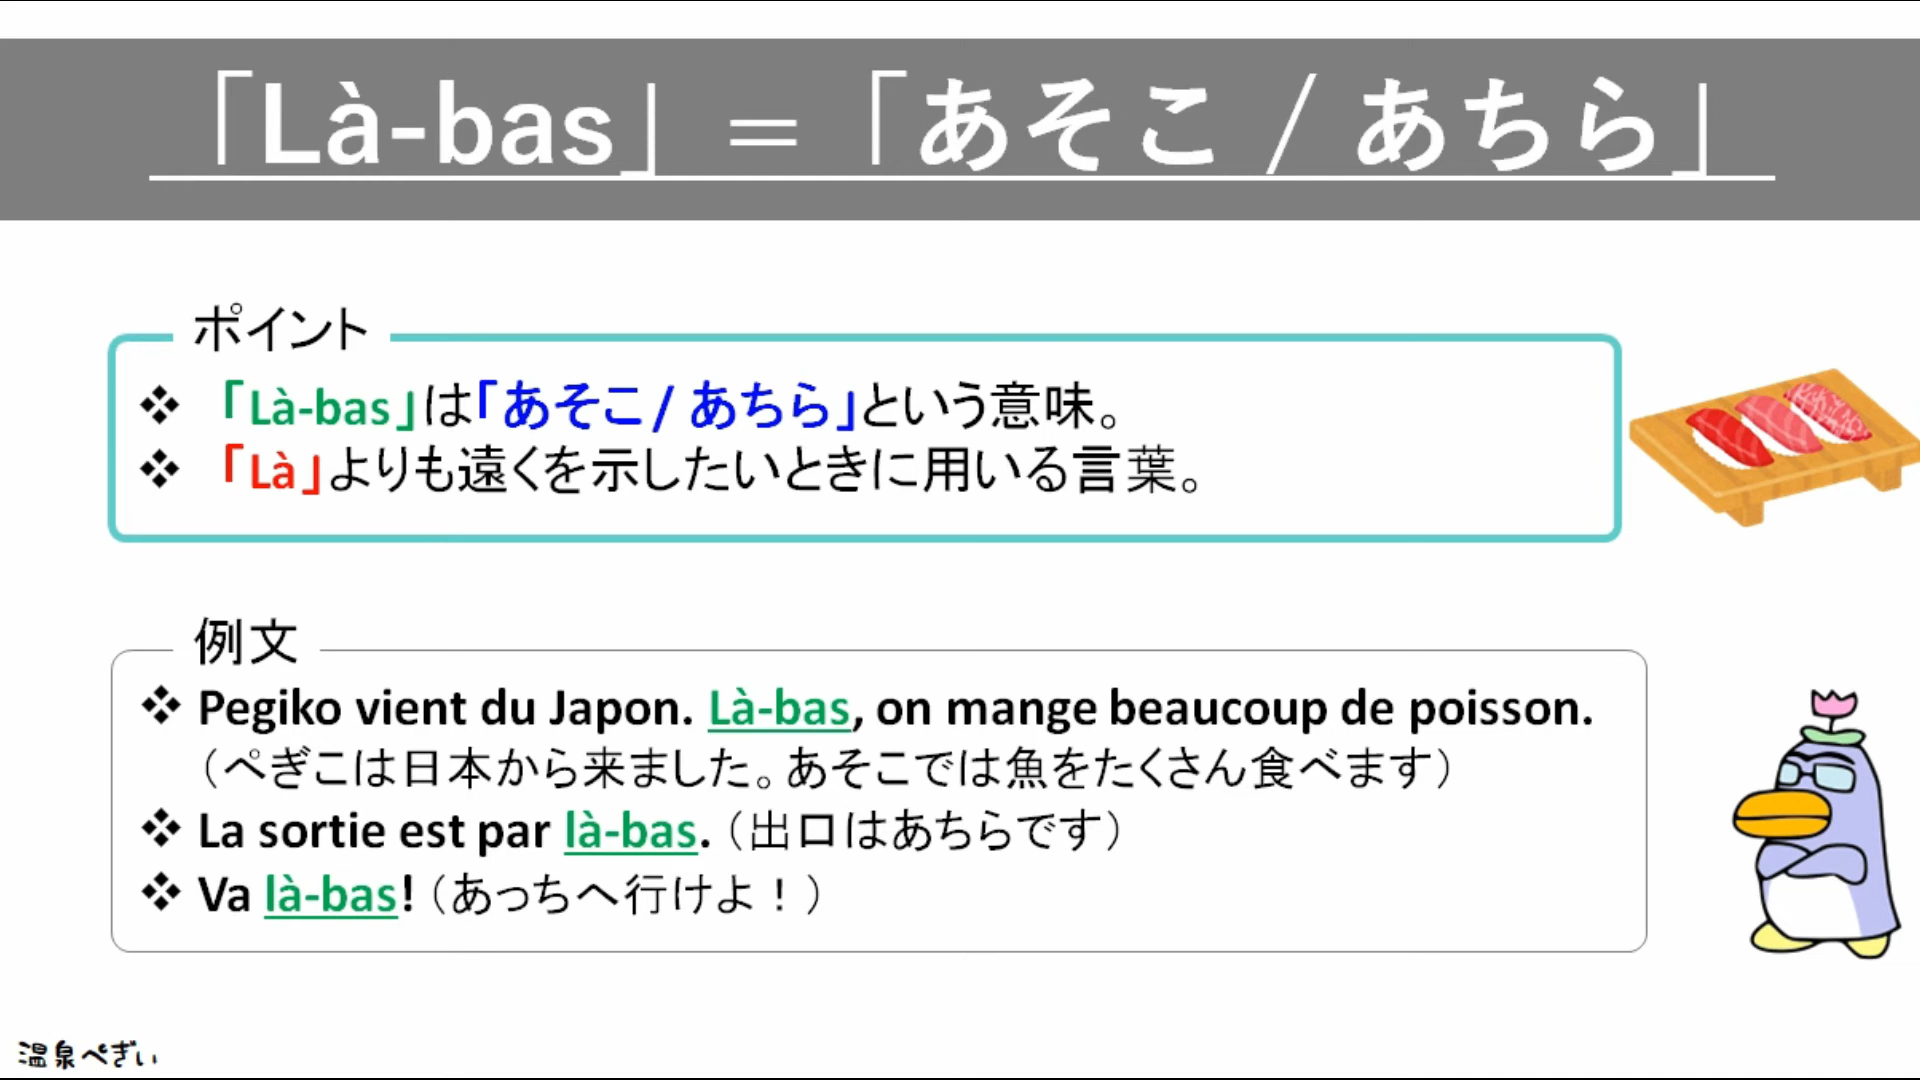 「Là-bas」=「あそこ / あちら」
ポイント
❖ 「Là-bas」は「あそこ / あちら」という意味。
❖ 「Là」よりも遠くを示したいときに用いる言葉。
例文
❖ Pegiko vient du Japon. Là-bas, on mange beaucoup de poisson.
（ぺぎこは日本から来ました。あそこでは魚をたくさん食べます）
❖ La sortie est par là-bas.（出口はあちらです）
❖ Va là-bas!（あっちへ行けよ！）
温泉ぺぎぃ